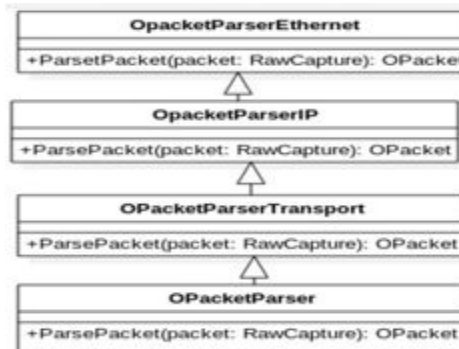 OpacketParserEthernet
+ParsetPacket(packet: RawCapture): OPacket
OpacketParserIP
+ParsePacket(packet: RawCapture): OPacket
OPacketParserTransport
+ParsePacket(packet: RawCapture): OPacket
OPacketParser
+ParsePacket(packet: RawCapture): OPacket